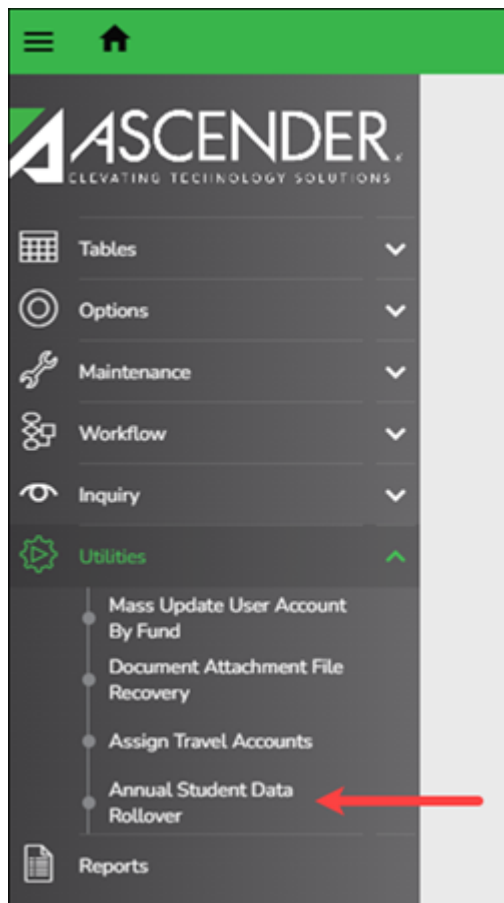 ASCENDER
ELEVATING TECHNOLOGY SOLUTIONS
Tables
Options
Maintenance
Workflow
Inquiry
Utilities
Mass Update User Account
By Fund
Document Attachment File
Recovery
Assign Travel Accounts
Annual Student Data
Rollover
Reports